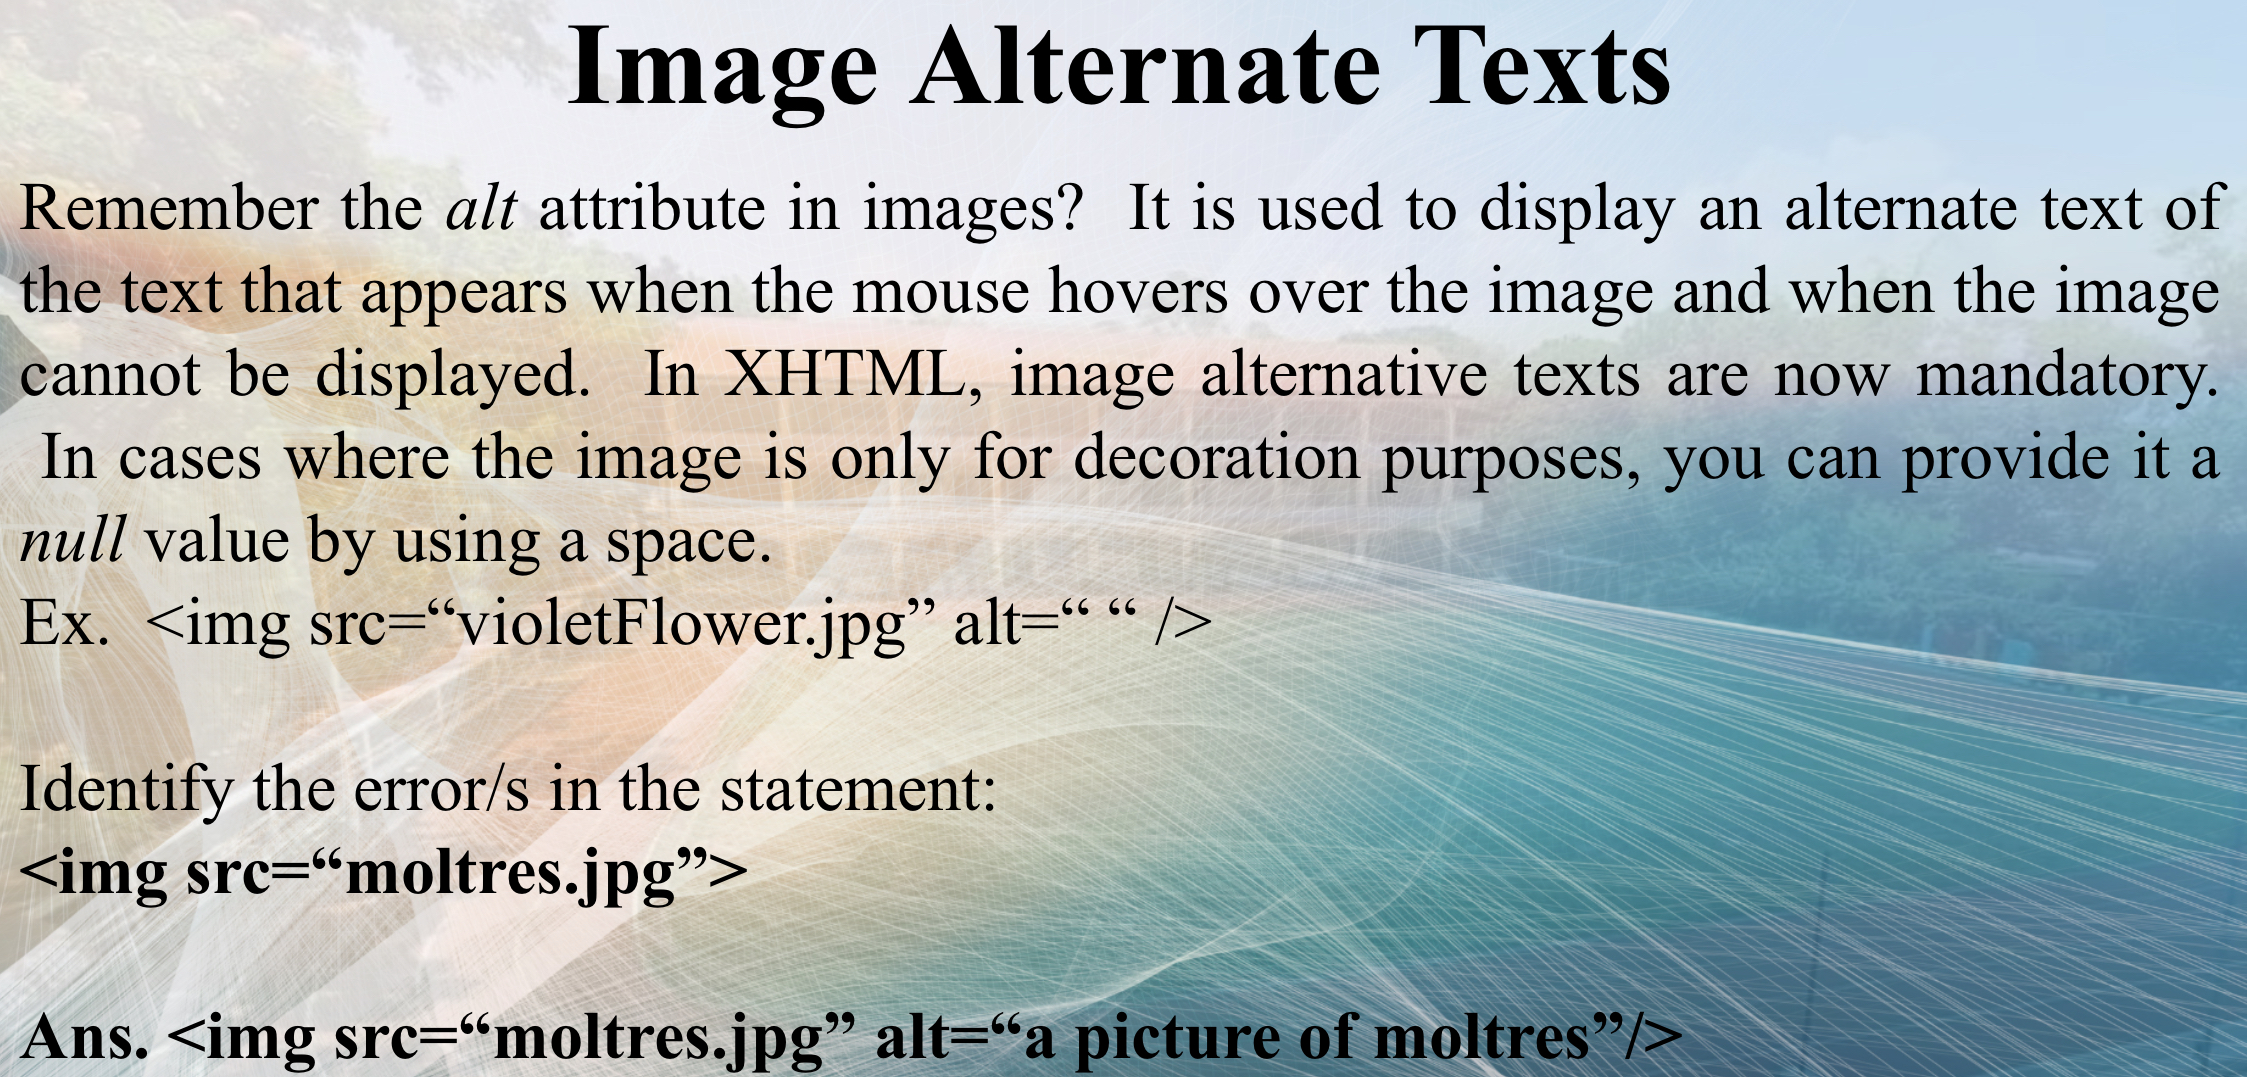 Image Alternate Texts
Remember the alt attribute in images?  It is used to display an alternate text of
the text that appears when the mouse hovers over the image and when the image
cannot be displayed.  In XHTML, image alternative texts are now mandatory.
In cases where the image is only for decoration purposes, you can provide it a
null value by using a space.
Ex.  <img src=“violetFlower.jpg” alt=“ “ />
Identify the error/s in the statement:
<img src=“moltres.jpg”>
Ans. <img src=“moltres.jpg” alt=“a picture of moltres”/>